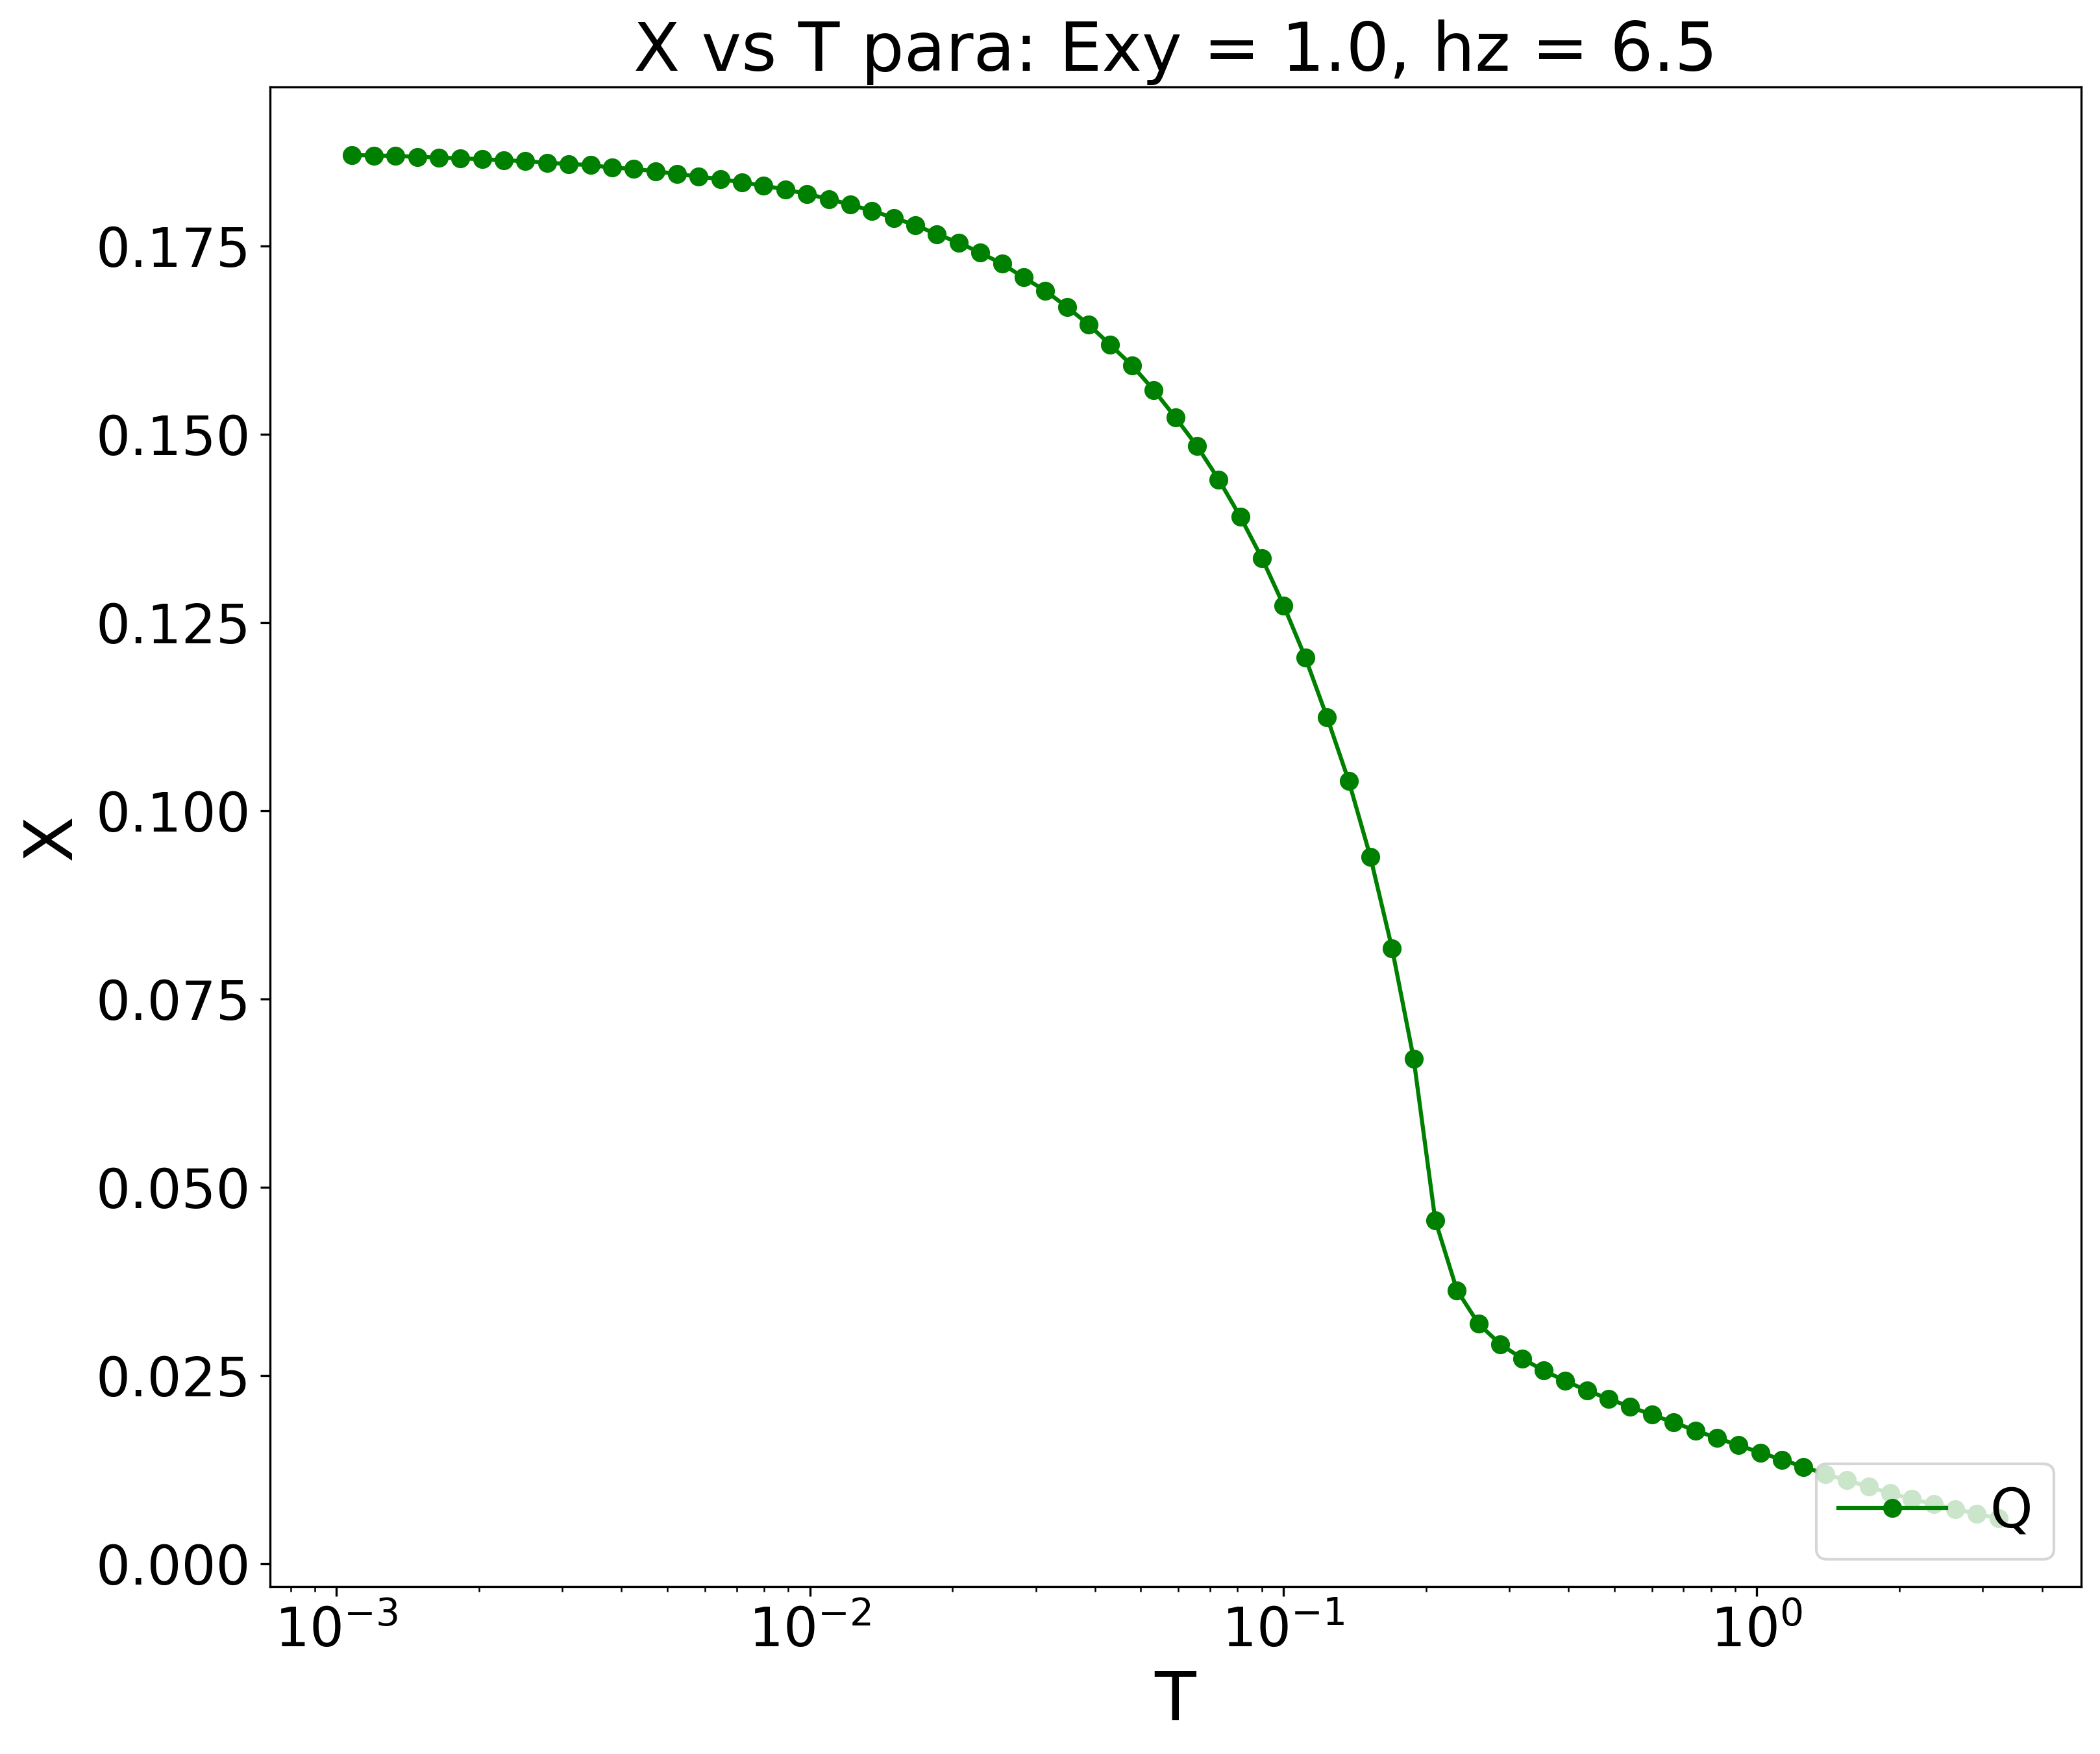 X vs T para: Exy = 1.0, hz = 6.5
X
0.175
0.150
0.125
0.100
0.075
0.050
0.025
0.000
10⁻³ 10⁻² 10⁻¹ 10⁰
T
Q